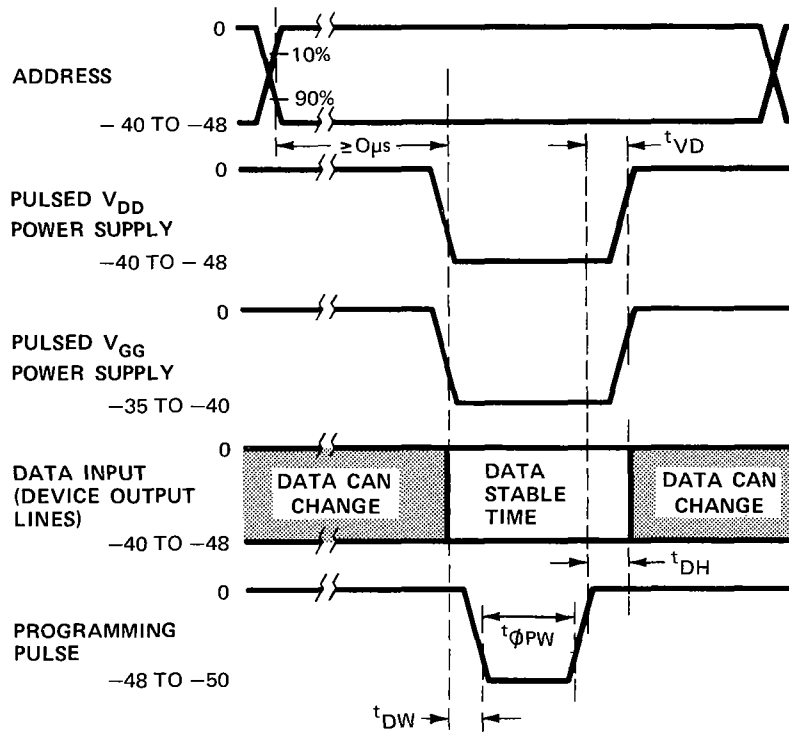 0
10%
ADDRESS
90%
−40 TO −48
≥0μs
tVD
0
PULSED VDD
POWER SUPPLY
−40 TO −48
0
PULSED VGG
POWER SUPPLY
−35 TO −40
0
DATA INPUT
(DEVICE OUTPUT
LINES)
DATA CAN
CHANGE
DATA
STABLE
TIME
DATA CAN
CHANGE
−40 TO −48
tDH
0
PROGRAMMING
PULSE
tØPW
−48 TO −50
tDW